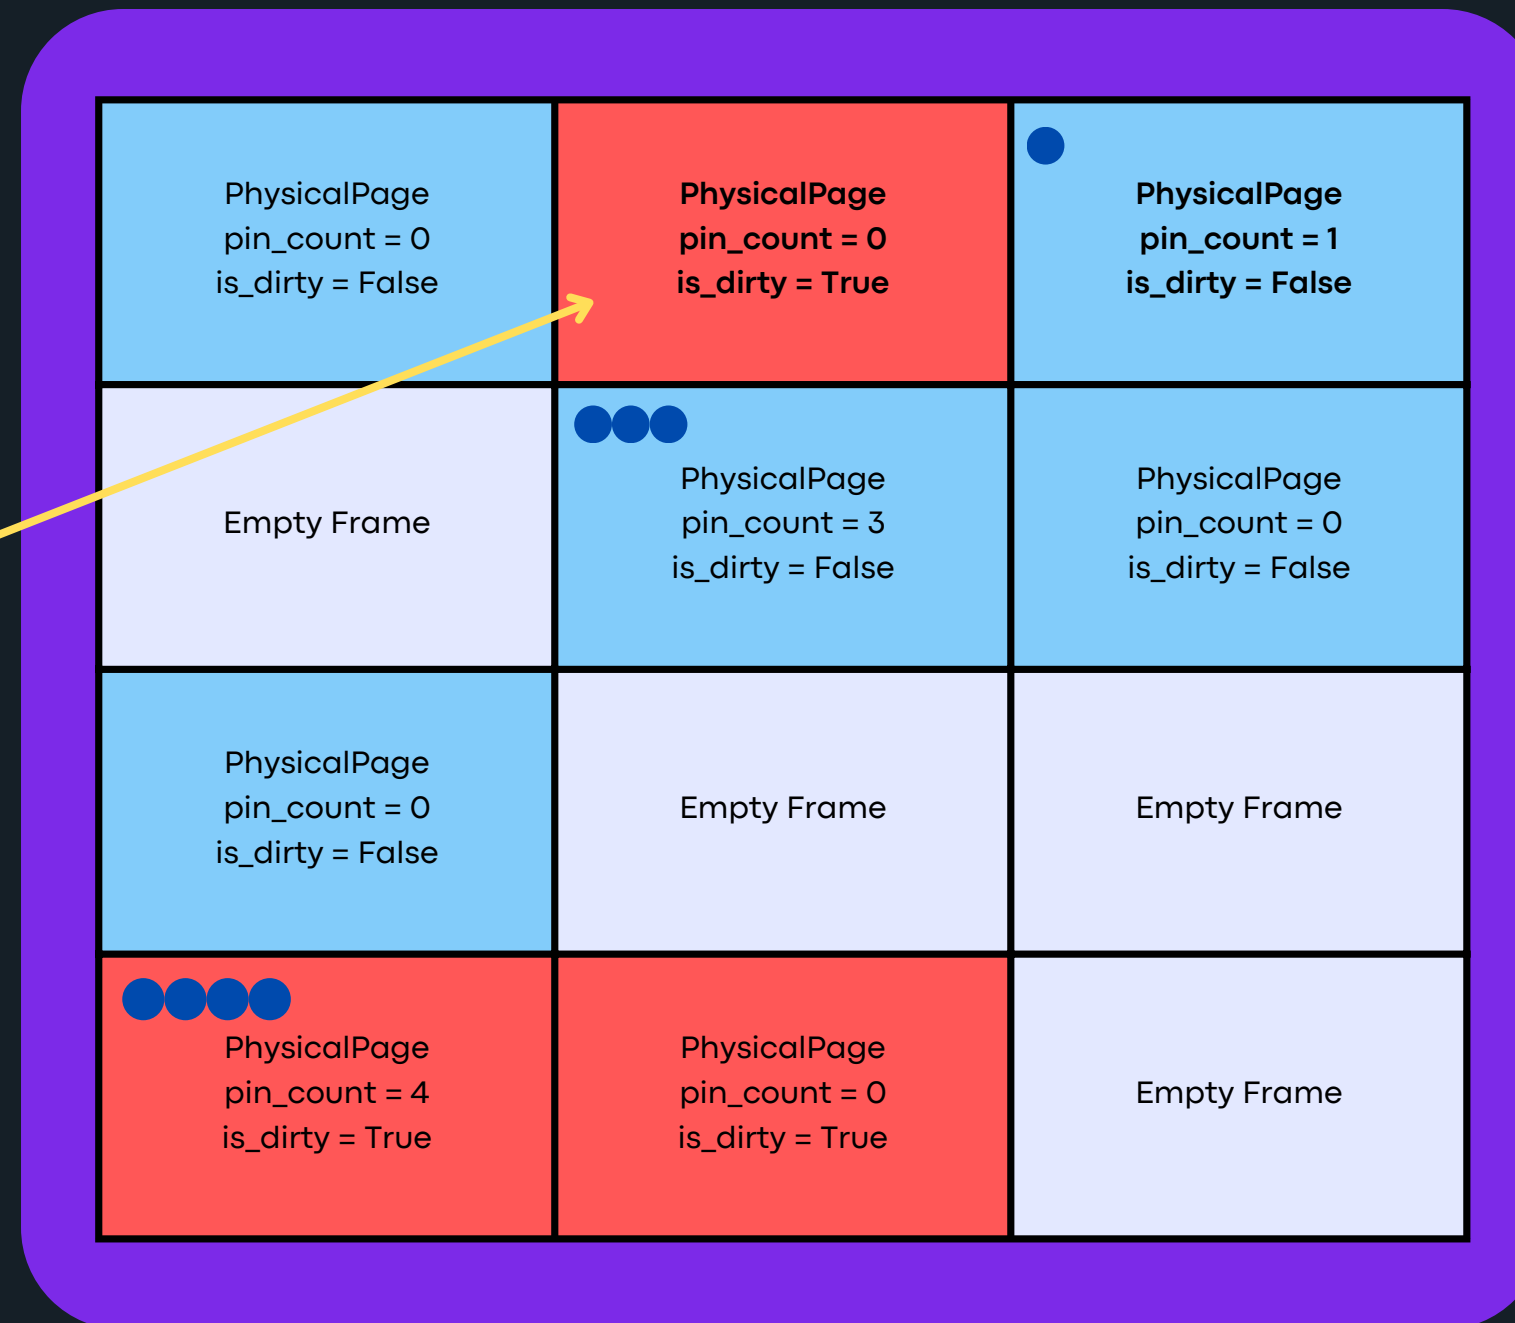 PhysicalPage
pin_count = 0
is_dirty = False
PhysicalPage
pin_count = 0
is_dirty = True
PhysicalPage
pin_count = 1
is_dirty = False
Empty Frame
PhysicalPage
pin_count = 3
is_dirty = False
PhysicalPage
pin_count = 0
is_dirty = False
PhysicalPage
pin_count = 0
is_dirty = False
Empty Frame
Empty Frame
PhysicalPage
pin_count = 4
is_dirty = True
PhysicalPage
pin_count = 0
is_dirty = True
Empty Frame